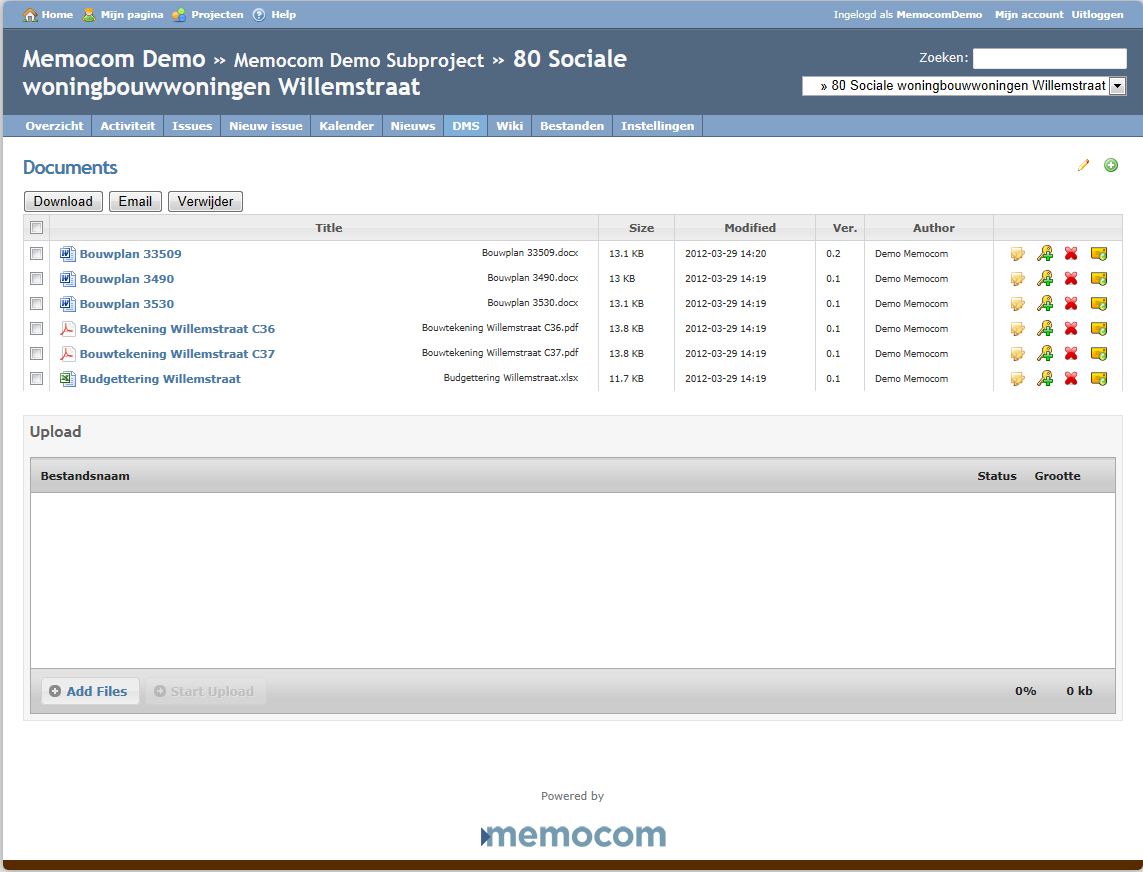 Home Mijn pagina Projecten Help Ingelogd als MemocomDemo Mijn account Uitloggen
Memocom Demo » Memocom Demo Subproject » 80 Sociale
woningbouwwoningen Willemstraat
Zoeken:
» 80 Sociale woningbouwwoningen Willemstraat
Overzicht Activiteit Issues Nieuw issue Kalender Nieuws DMS Wiki Bestanden Instellingen
Documents
Download Email Verwijder
Title Size Modified Ver. Author
Bouwplan 33509 Bouwplan 33509.docx 13.1 KB 2012-03-29 14:20 0.2 Demo Memocom
Bouwplan 3490 Bouwplan 3490.docx 13 KB 2012-03-29 14:19 0.1 Demo Memocom
Bouwplan 3530 Bouwplan 3530.docx 13.1 KB 2012-03-29 14:19 0.1 Demo Memocom
Bouwtekening Willemstraat C36 Bouwtekening Willemstraat C36.pdf 13.8 KB 2012-03-29 14:19 0.1 Demo Memocom
Bouwtekening Willemstraat C37 Bouwtekening Willemstraat C37.pdf 13.8 KB 2012-03-29 14:19 0.1 Demo Memocom
Budgettering Willemstraat Budgettering Willemstraat.xlsx 11.7 KB 2012-03-29 14:19 0.1 Demo Memocom
Upload
Bestandsnaam Status Grootte
Add Files Start Upload 0% 0 kb
Powered by
memocom